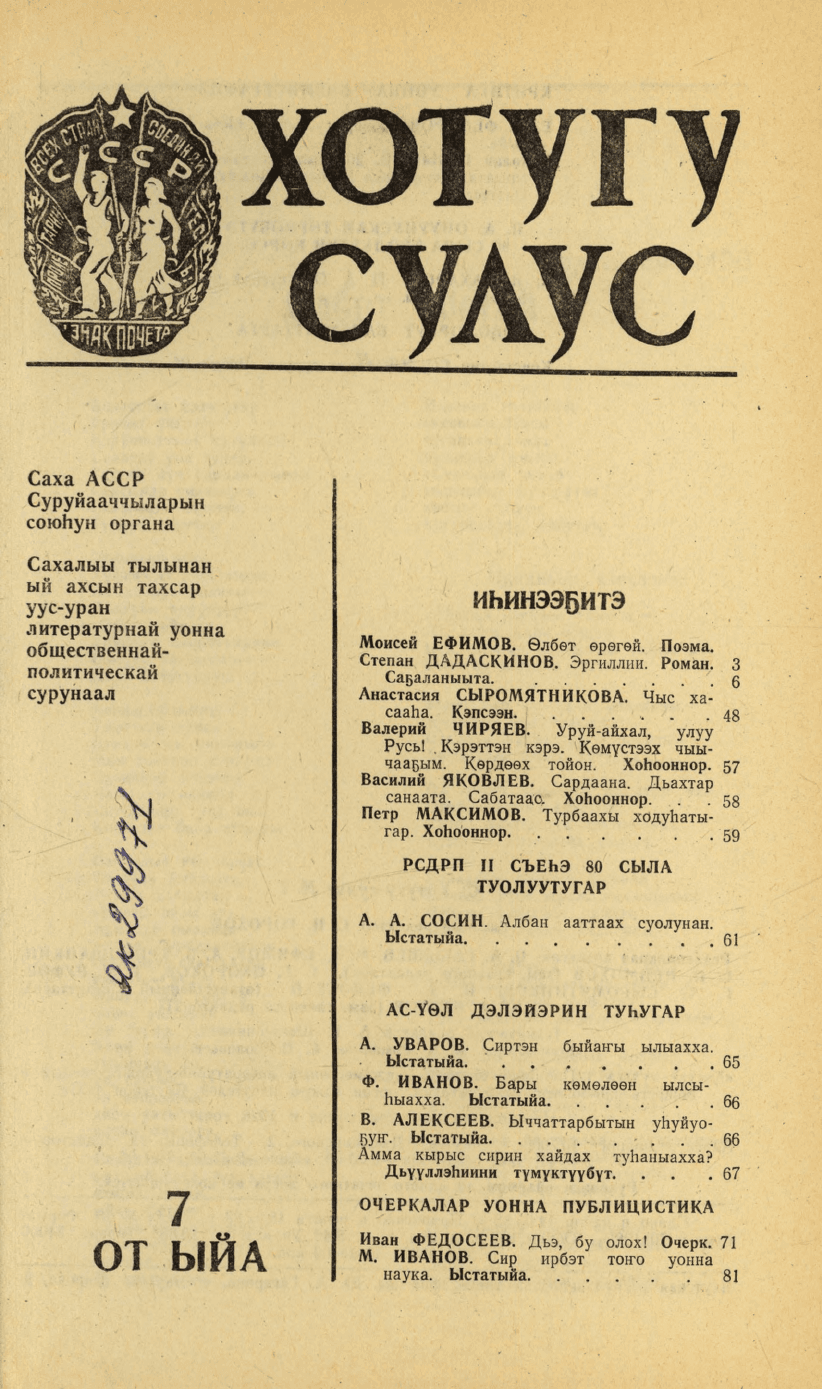 ВСЕХ СТРАН СОЕДИНЯЙ
СССР
ЗНАК ПОЧЕТА
ХОТУГУ
СУЛУС
Саха АССР
Суруйааччыларын
союһун органа
Сахалыы тылынан
ый ахсын тахсар
уус-уран
литературнай уонна
общественнай-
политическай
сурунаал
як 29971
7
ОТ ЫЙА
ИҺИНЭЭҔИТЭ
Моисей ЕФИМОВ. Өлбөт өрөгөй. Поэма.
Степан ДАДАСКИНОВ. Эргиллии. Роман. 3
Саҕаланыыта. . . . . . . . 6
Анастасия СЫРОМЯТНИКОВА. Чыс ха-
сааһа. Кэпсээн. . . . . . . 48
Валерий ЧИРЯЕВ. Уруй-айхал, улуу
Русь! Кэрэттэн кэрэ. Көмүстээх чыы-
чааҕым. Көрдөөх тойон. Хоһооннор. 57
Василий ЯКОВЛЕВ. Сардаана. Дьахтар
санаата. Сабатаас. Хоһооннор. . . 58
Петр МАКСИМОВ. Турбаахы ходуһаты-
гар. Хоһооннор. . . . . . . 59
РСДРП II СЪЕҺЭ 80 СЫЛА
ТУОЛУУТУГАР
А. А. СОСИН. Албан ааттаах суолунан.
Ыстатыйа. . . . . . . . . 61
АС-ҮӨЛ ДЭЛЭЙЭРИН ТУҺУГАР
А. УВАРОВ. Сиртэн быйаҥы ылыахха.
Ыстатыйа. . . . . . . . 65
Ф. ИВАНОВ. Бары көмөлөөн ылсы-
һыахха. Ыстатыйа. . . . . . 66
В. АЛЕКСЕЕВ. Ыччаттарбытын уһуйуо-
ҕуҥ. Ыстатыйа. . . . . . . . 66
Амма кырыс сирин хайдах туһаныахха?
Дьүүллэһиини түмүктүүбүт. . . . 67
ОЧЕРКАЛАР УОННА ПУБЛИЦИСТИКА
Иван ФЕДОСЕЕВ. Дьэ, бу олох! Очерк. 71
М. ИВАНОВ. Сир ирбэт тоҥо уонна
наука. Ыстатыйа. . . . . . 81